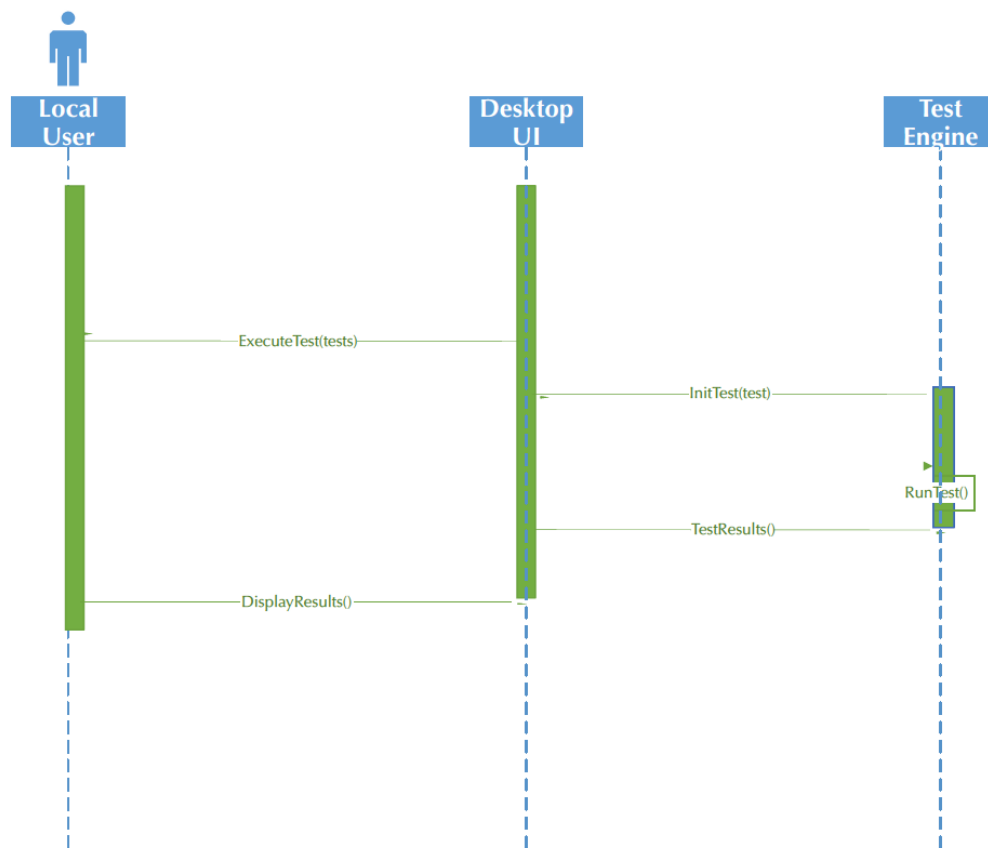 Local
User
Desktop
UI
Test
Engine
ExecuteTest(tests)
InitTest(test)
RunTest()
TestResults()
DisplayResults()